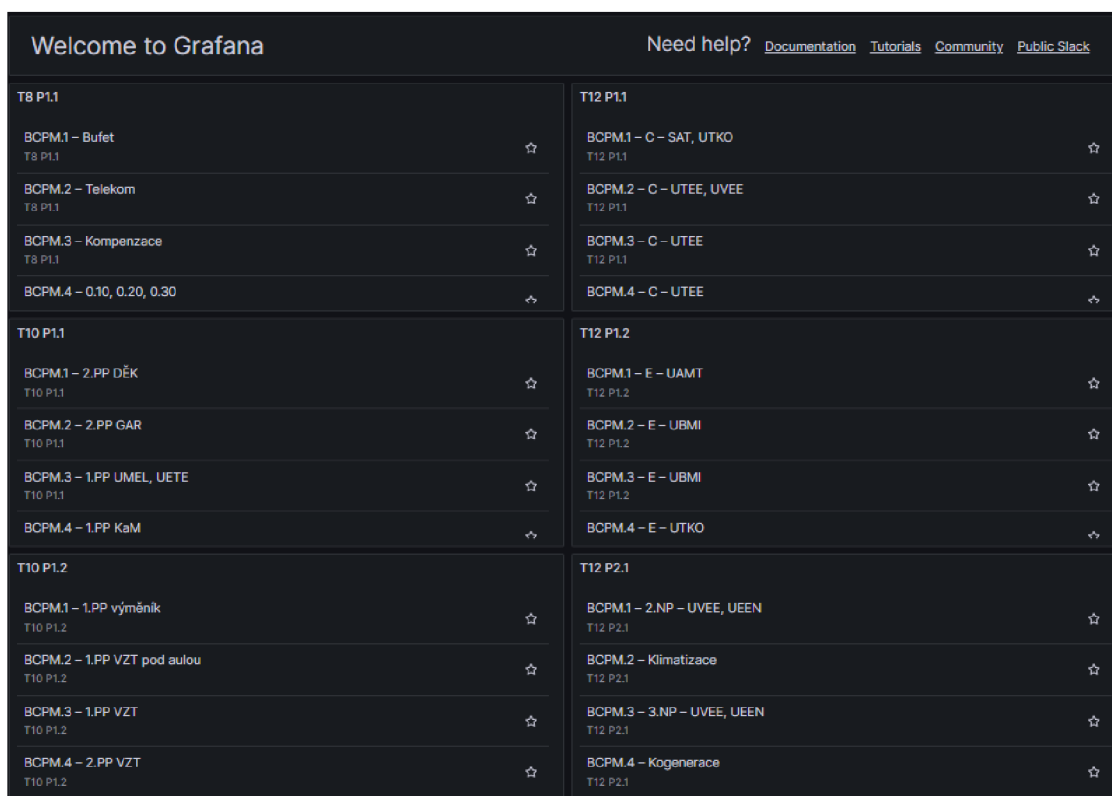 Welcome to Grafana
Need help? Documentation Tutorials Community Public Slack
T8 P1.1
BCPM.1 – Bufet
T8 P1.1
BCPM.2 – Telekom
T8 P1.1
BCPM.3 – Kompenzace
T8 P1.1
BCPM.4 – 0.10, 0.20, 0.30
T12 P1.1
BCPM.1 – C – SAT, UTKO
T12 P1.1
BCPM.2 – C – UTEE, UVEE
T12 P1.1
BCPM.3 – C – UTEE
T12 P1.1
BCPM.4 – C – UTEE
T10 P1.1
BCPM.1 – 2.PP DĚK
T10 P1.1
BCPM.2 – 2.PP GAR
T10 P1.1
BCPM.3 – 1.PP UMEL, UETE
T10 P1.1
BCPM.4 – 1.PP KaM
T12 P1.2
BCPM.1 – E – UAMT
T12 P1.2
BCPM.2 – E – UBMI
T12 P1.2
BCPM.3 – E – UBMI
T12 P1.2
BCPM.4 – E – UTKO
T10 P1.2
BCPM.1 – 1.PP výměník
T10 P1.2
BCPM.2 – 1.PP VZT pod aulou
T10 P1.2
BCPM.3 – 1.PP VZT
T10 P1.2
BCPM.4 – 2.PP VZT
T10 P1.2
T12 P2.1
BCPM.1 – 2.NP – UVEE, UEEN
T12 P2.1
BCPM.2 – Klimatizace
T12 P2.1
BCPM.3 – 3.NP – UVEE, UEEN
T12 P2.1
BCPM.4 – Kogenerace
T12 P2.1